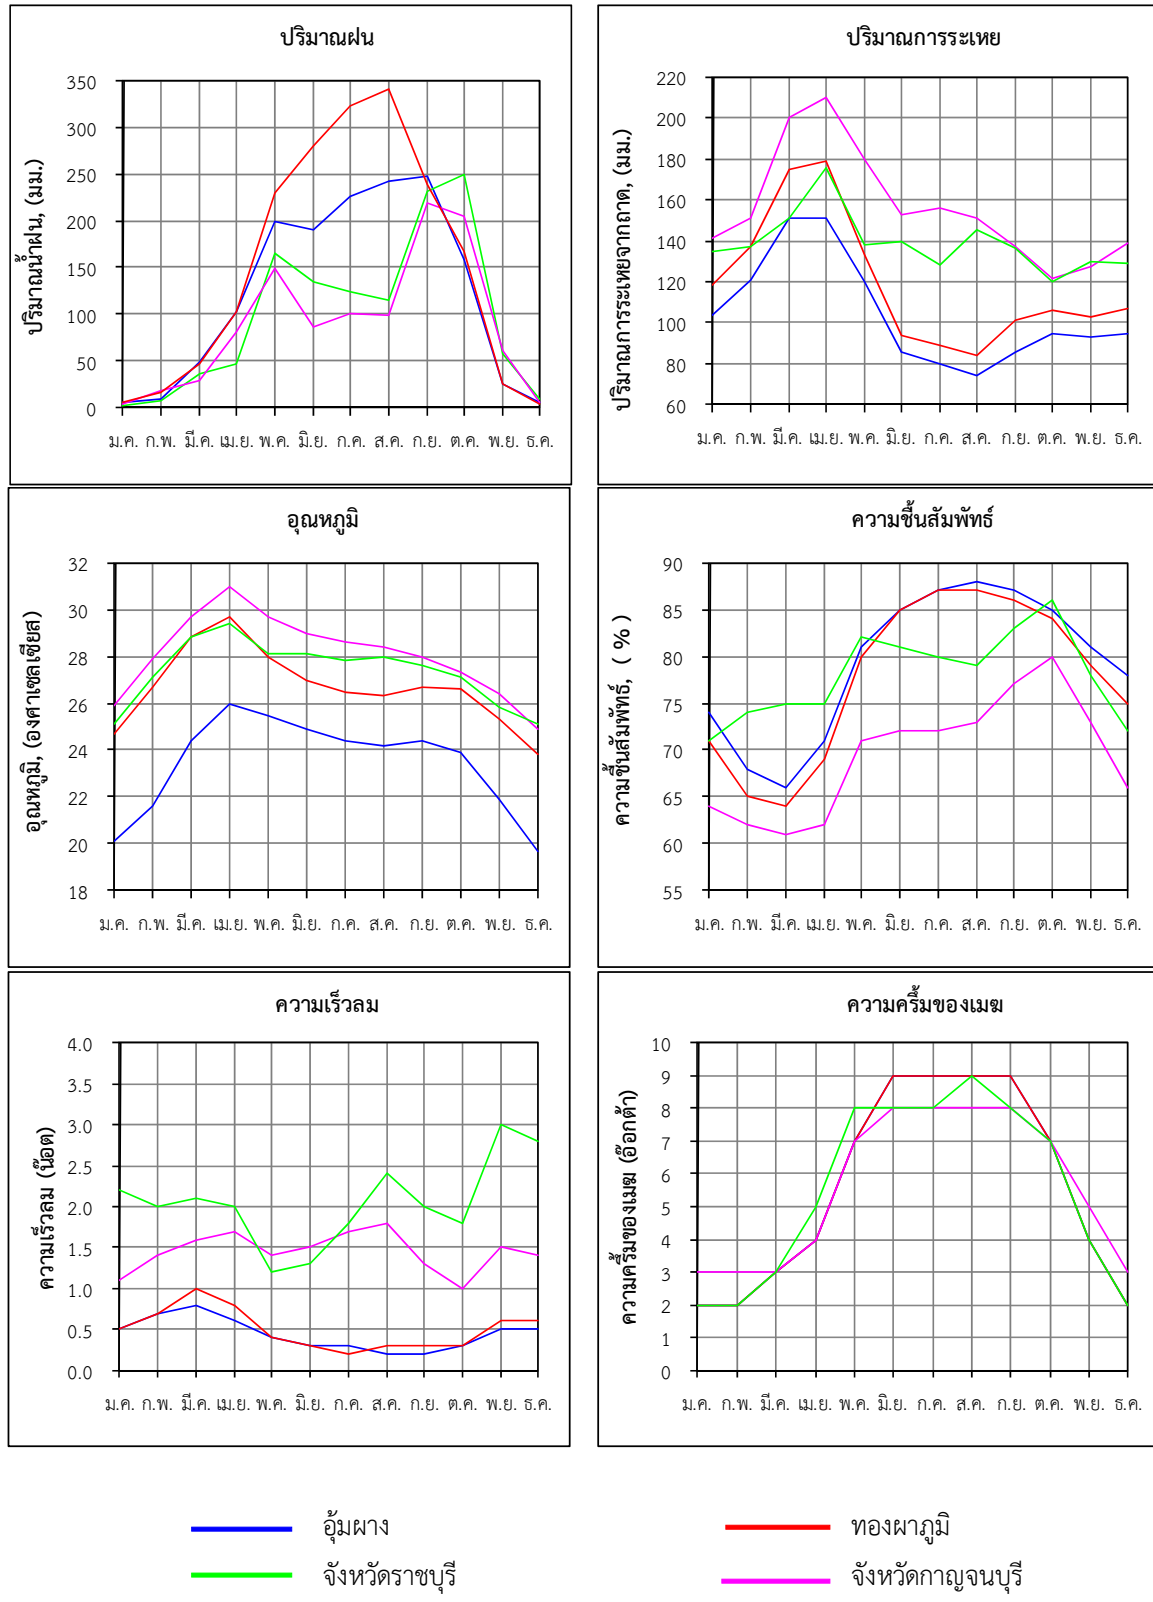 ปริมาณฝน
ปริมาณน้ำฝน, (มม.)
350
300
250
200
150
100
50
0
ม.ค. ก.พ. มี.ค. เม.ย. พ.ค. มิ.ย. ก.ค. ส.ค. ก.ย. ต.ค. พ.ย. ธ.ค.
ปริมาณการระเหย
ปริมาณการระเหยจากถาด, (มม.)
220
200
180
160
140
120
100
80
60
ม.ค. ก.พ. มี.ค. เม.ย. พ.ค. มิ.ย. ก.ค. ส.ค. ก.ย. ต.ค. พ.ย. ธ.ค.
อุณหภูมิ
อุณหภูมิ, (องศาเซลเซียส)
32
30
28
26
24
22
20
18
ม.ค. ก.พ. มี.ค. เม.ย. พ.ค. มิ.ย. ก.ค. ส.ค. ก.ย. ต.ค. พ.ย. ธ.ค.
ความชื้นสัมพัทธ์
ความชื้นสัมพัทธ์, ( % )
90
85
80
75
70
65
60
55
ม.ค. ก.พ. มี.ค. เม.ย. พ.ค. มิ.ย. ก.ค. ส.ค. ก.ย. ต.ค. พ.ย. ธ.ค.
ความเร็วลม
ความเร็วลม (น๊อต)
4.0
3.5
3.0
2.5
2.0
1.5
1.0
0.5
0.0
ม.ค. ก.พ. มี.ค. เม.ย. พ.ค. มิ.ย. ก.ค. ส.ค. ก.ย. ต.ค. พ.ย. ธ.ค.
ความครึ้มของเมฆ
ความครึ้มของเมฆ (อ๊อกต้า)
10
9
8
7
6
5
4
3
2
1
0
ม.ค. ก.พ. มี.ค. เม.ย. พ.ค. มิ.ย. ก.ค. ส.ค. ก.ย. ต.ค. พ.ย. ธ.ค.
อุ้มผาง
ทองผาภูมิ
จังหวัดราชบุรี
จังหวัดกาญจนบุรี